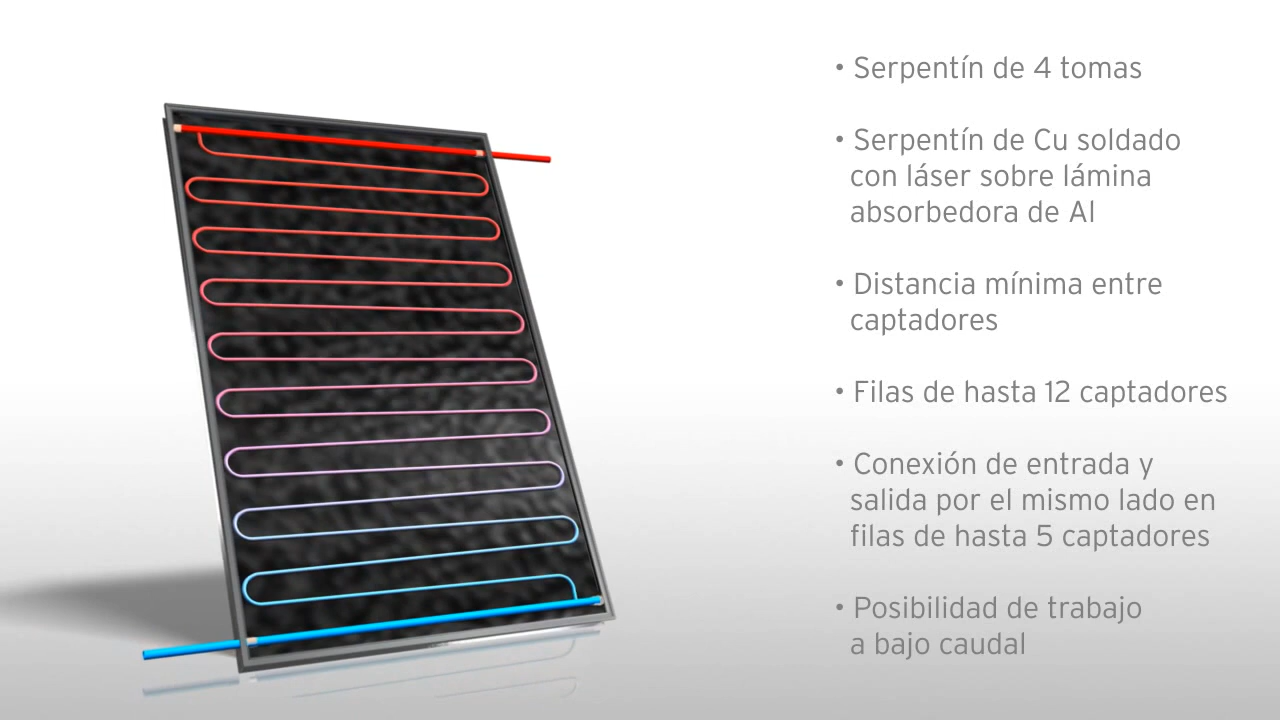 • Serpentín de 4 tomas
• Serpentín de Cu soldado
con láser sobre lámina
absorbedora de Al
• Distancia mínima entre
captadores
• Filas de hasta 12 captadores
• Conexión de entrada y
salida por el mismo lado en
filas de hasta 5 captadores
• Posibilidad de trabajo
a bajo caudal